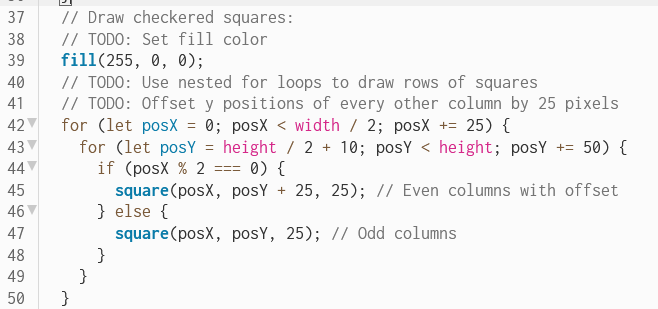 37 // Draw checkered squares:
38 // TODO: Set fill color
39 fill(255, 0, 0);
40 // TODO: Use nested for loops to draw rows of squares
41 // TODO: Offset y positions of every other column by 25 pixels
42 for (let posX = 0; posX < width / 2; posX += 25) {
43 for (let posY = height / 2 + 10; posY < height; posY += 50) {
44 if (posX % 2 === 0) {
45 square(posX, posY + 25, 25); // Even columns with offset
46 } else {
47 square(posX, posY, 25); // Odd columns
48 }
49 }
50 }